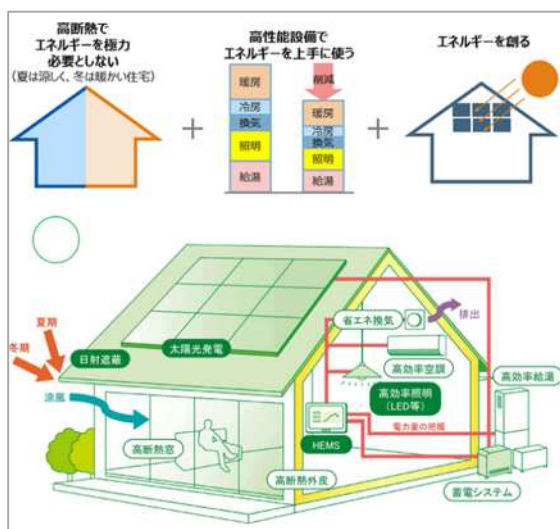 高断熱で
エネルギーを極力
必要としない
(夏は涼しく、冬は暖かい住宅)
高性能設備で
エネルギーを上手に使う
エネルギーを創る
暖房
冷房
換気
照明
給湯
削減
暖房
冷房
換気
照明
給湯
夏期
冬期
日射遮蔽
太陽光発電
涼風
高断熱窓
省エネ換気
排出
高効率空調
高効率照明
(LED等)
高効率給湯
HEMS
電力量の把握
高断熱外皮
蓄電システム